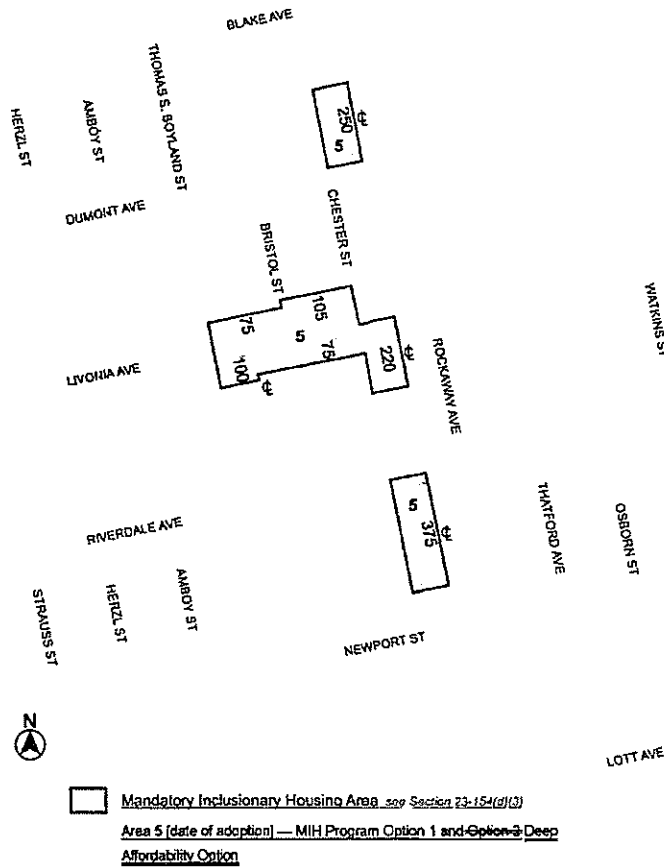 BLAKE AVE
THOMAS S. BOYLAND ST
HERZL ST
AMBOY ST
250
5
DUMONT AVE
CHESTER ST
BRISTOL ST
WATKINS ST
75
105
5
75
100
220
LIVONIA AVE
ROCKAWAY AVE
5
375
RIVERDALE AVE
THATFORD AVE
OSBORN ST
STRAUSS ST
HERZL ST
AMBOY ST
NEWPORT ST
N
LOTT AVE
Mandatory Inclusionary Housing Area see Section 23-154(d)(3)
Area 5 [date of adoption] — MIH Program Option 1 and Option 3 Deep
Affordability Option